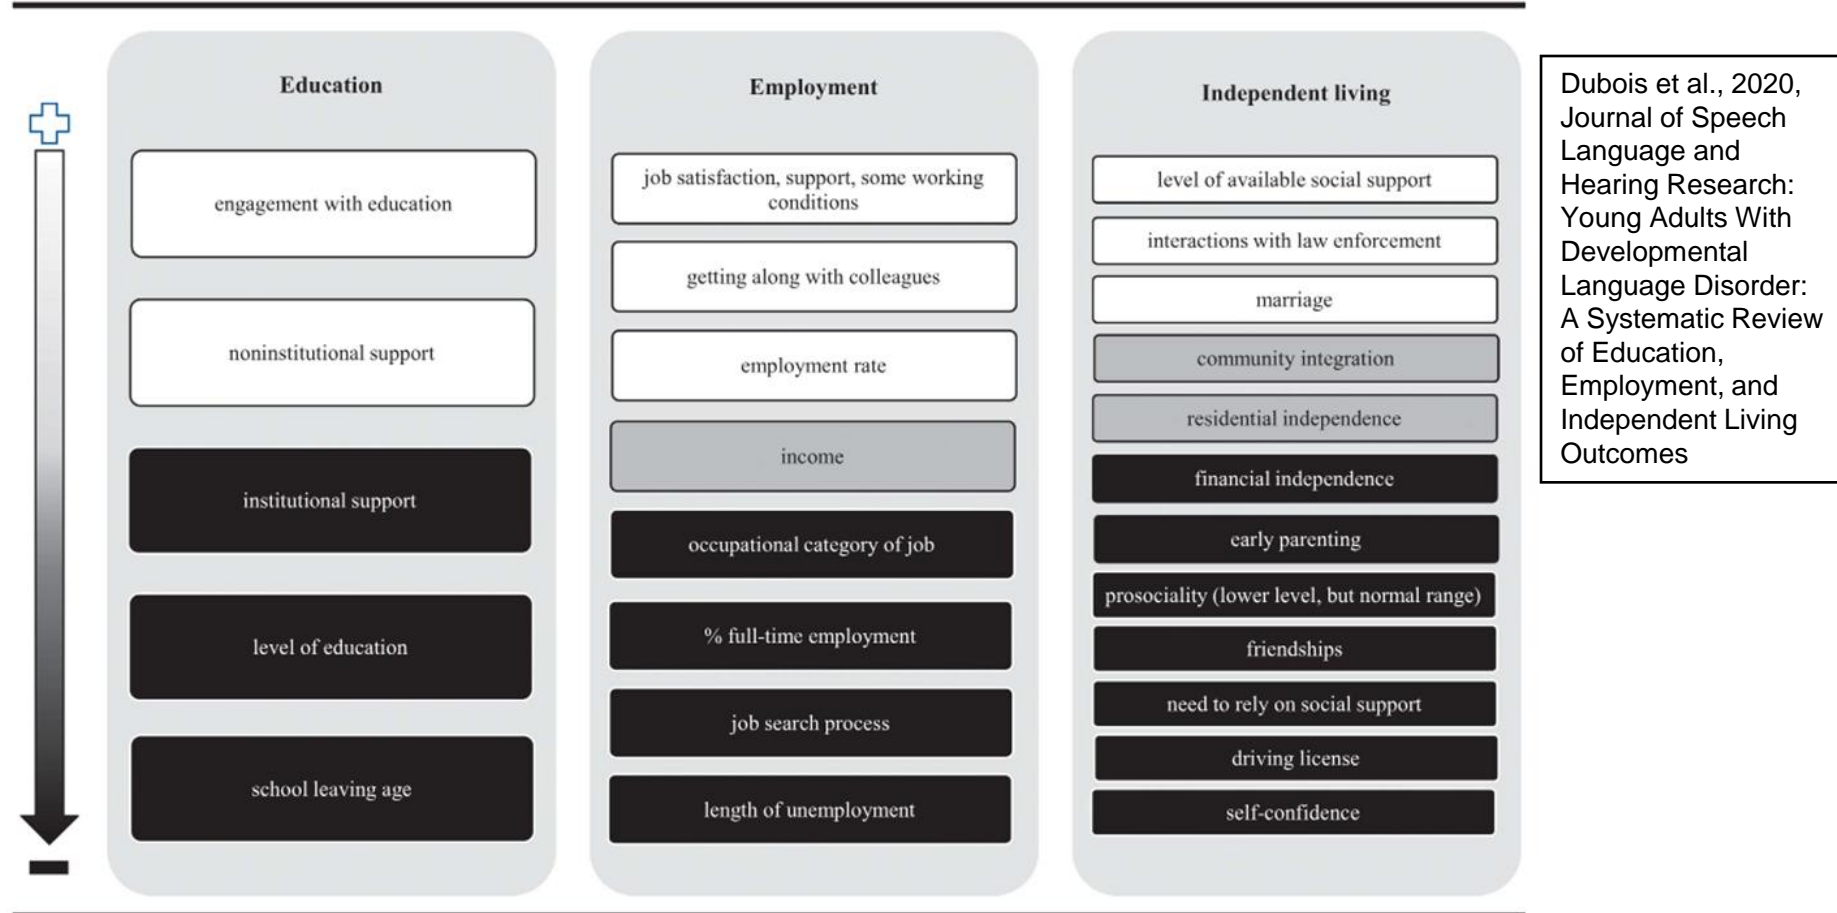 Education
engagement with education
noninstitutional support
institutional support
level of education
school leaving age
Employment
job satisfaction, support, some working
conditions
getting along with colleagues
employment rate
income
occupational category of job
% full-time employment
job search process
length of unemployment
Independent living
level of available social support
interactions with law enforcement
marriage
community integration
residential independence
financial independence
early parenting
prosociality (lower level, but normal range)
friendships
need to rely on social support
driving license
self-confidence
Dubois et al., 2020,
Journal of Speech
Language and
Hearing Research:
Young Adults With
Developmental
Language Disorder:
A Systematic Review
of Education,
Employment, and
Independent Living
Outcomes